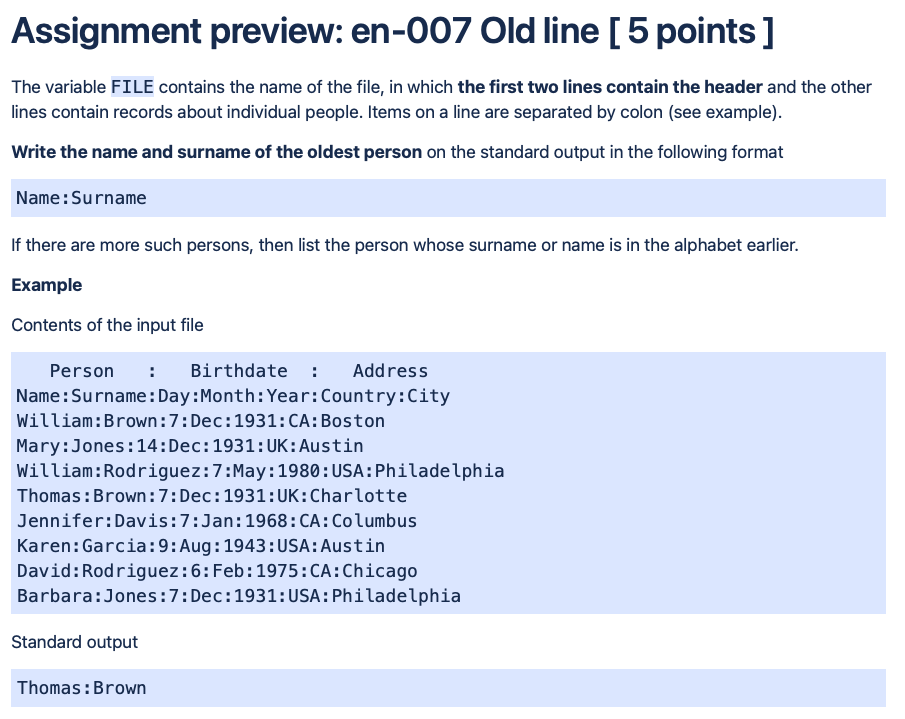 Assignment preview: en-007 Old line [ 5 points ]
The variable FILE contains the name of the file, in which the first two lines contain the header and the other
lines contain records about individual people. Items on a line are separated by colon (see example).
Write the name and surname of the oldest person on the standard output in the following format
Name:Surname
If there are more such persons, then list the person whose surname or name is in the alphabet earlier.
Example
Contents of the input file
   Person   :   Birthdate  :   Address
Name:Surname:Day:Month:Year:Country:City
William:Brown:7:Dec:1931:CA:Boston
Mary:Jones:14:Dec:1931:UK:Austin
William:Rodriguez:7:May:1980:USA:Philadelphia
Thomas:Brown:7:Dec:1931:UK:Charlotte
Jennifer:Davis:7:Jan:1968:CA:Columbus
Karen:Garcia:9:Aug:1943:USA:Austin
David:Rodriguez:6:Feb:1975:CA:Chicago
Barbara:Jones:7:Dec:1931:USA:Philadelphia
Standard output
Thomas:Brown